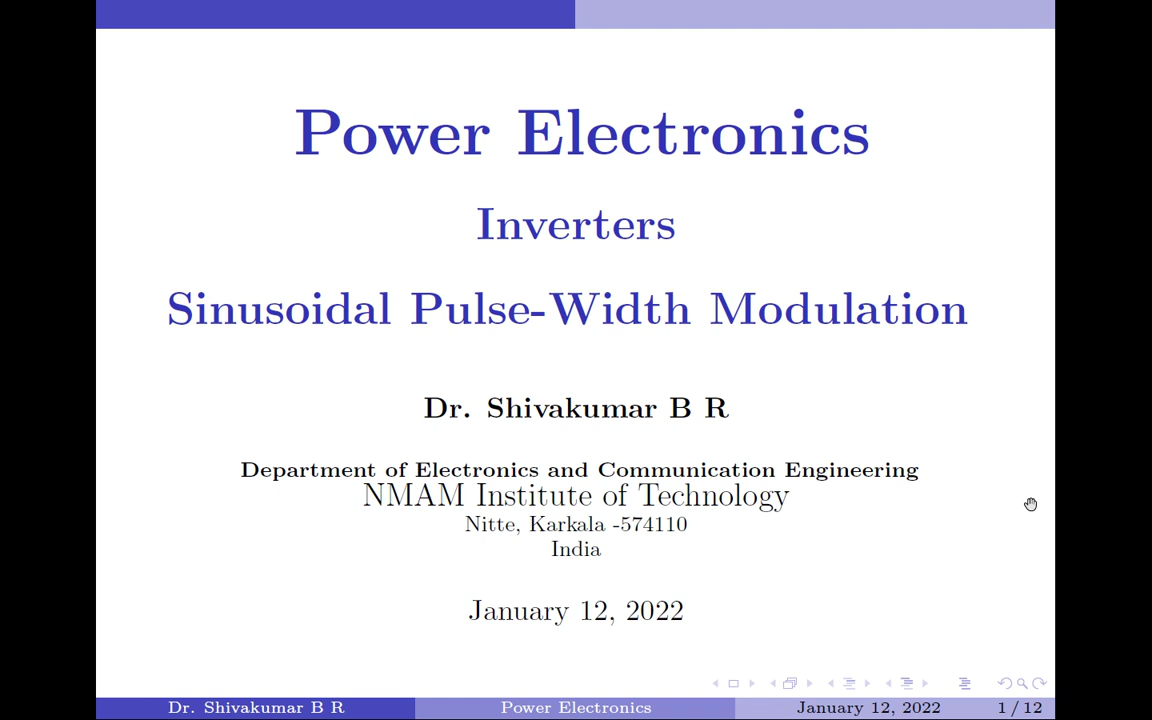 Power Electronics
Inverters
Sinusoidal Pulse-Width Modulation
Dr. Shivakumar B R
Department of Electronics and Communication Engineering
NMAM Institute of Technology
Nitte, Karkala -574110
India
January 12, 2022
Dr. Shivakumar B R Power Electronics January 12, 2022 1 / 12